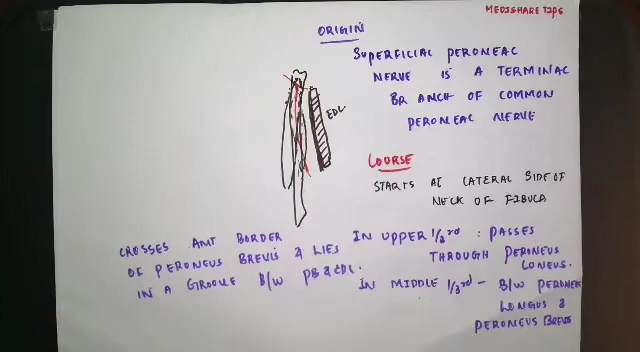 MEDISHARE TIPS
ORIGIN
SUPERFICIAL PERONEAL
NERVE IS A TERMINAL
BRANCH OF COMMON
PERONEAL NERVE
EDL
COURSE
STARTS AT LATERAL SIDE OF
NECK OF FIBULA
IN UPPER 1/3rd : PASSES
THROUGH PERONEUS
LONGUS.
IN MIDDLE 1/3rd - B/W PERONEUS
LONGUS &
PERONEUS BREVIS
CROSSES ANT BORDER
OF PERONEUS BREVIS & LIES
IN A GROOVE B/W PB & EDL.